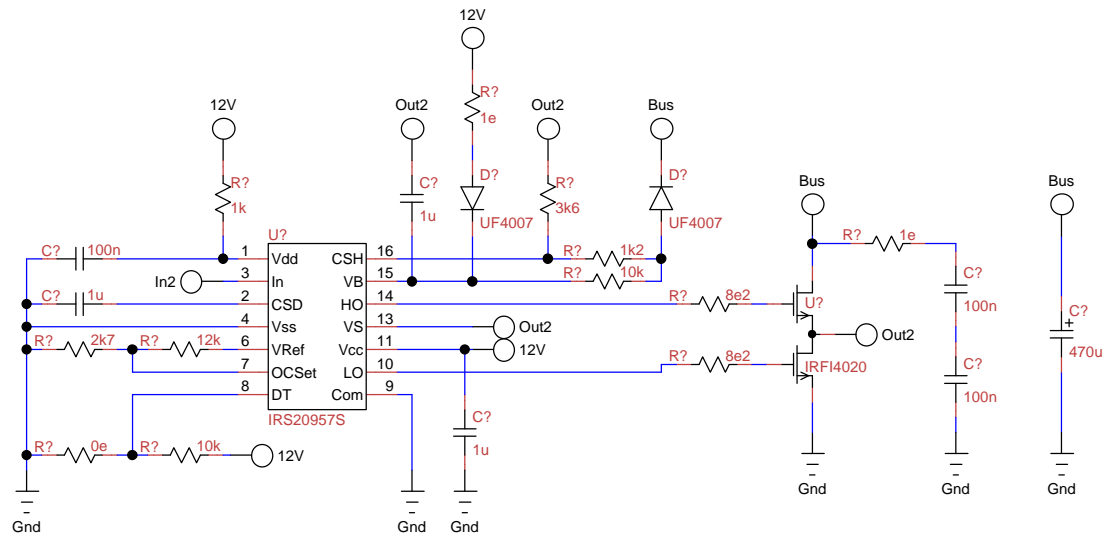 12V
12V
Out2
Out2
Bus
R?
1e
R?
1k
C?
1u
D?
UF4007
R?
3k6
D?
UF4007
Bus
Bus
U?
C? 100n
1 Vdd CSH 16
R? 1k2
R? 1e
In2
3 In VB 15
R? 10k
C? 1u
2 CSD HO 14
R? 8e2
U?
C?
100n
4 Vss VS 13
Out2
C?
+
470u
Out2
R? 2k7 R? 12k
6 VRef Vcc 11
12V
7 OCSet LO 10
R? 8e2
IRFI4020
C?
100n
8 DT Com 9
IRS20957S
C?
1u
R? 0e R? 10k
12V
Gnd
Gnd
Gnd
Gnd
Gnd
Gnd